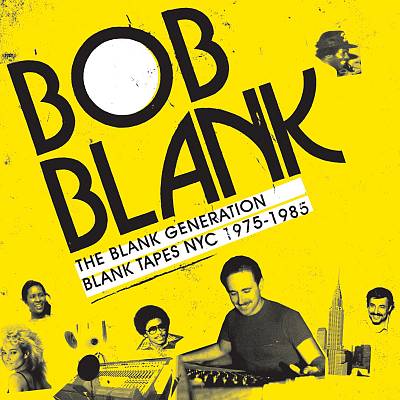 BOB
BLANK
THE BLANK GENERATION
BLANK TAPES NYC 1975-1985